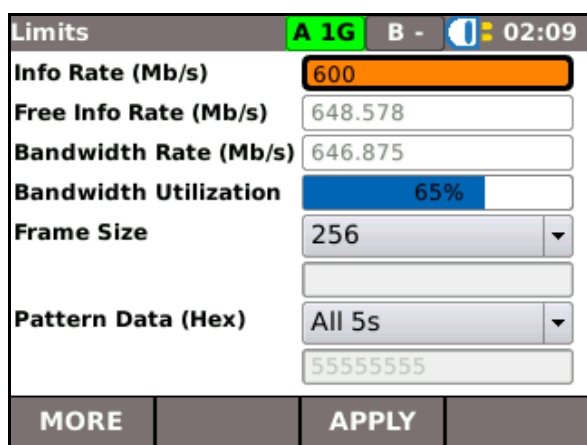 Limits A 1G B - 02:09
Info Rate (Mb/s) 600
Free Info Rate (Mb/s) 648.578
Bandwidth Rate (Mb/s) 646.875
Bandwidth Utilization 65%
Frame Size 256
Pattern Data (Hex) All 5s
55555555
MORE APPLY